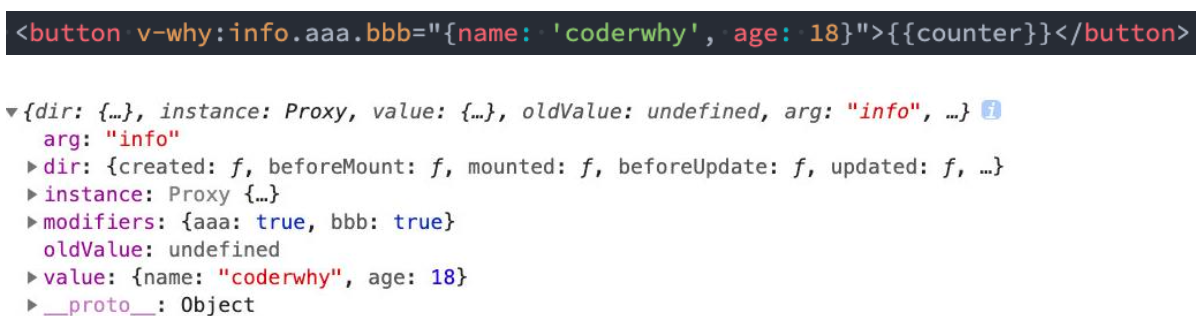 <button v-why:info.aaa.bbb="{name: 'coderwhy', age: 18}">{{counter}}</button>
▼{dir: {…}, instance: Proxy, value: {…}, oldValue: undefined, arg: "info", …} i
arg: "info"
▶dir: {created: ƒ, beforeMount: ƒ, mounted: ƒ, beforeUpdate: ƒ, updated: ƒ, …}
▶instance: Proxy {…}
▶modifiers: {aaa: true, bbb: true}
oldValue: undefined
▶value: {name: "coderwhy", age: 18}
▶__proto__: Object